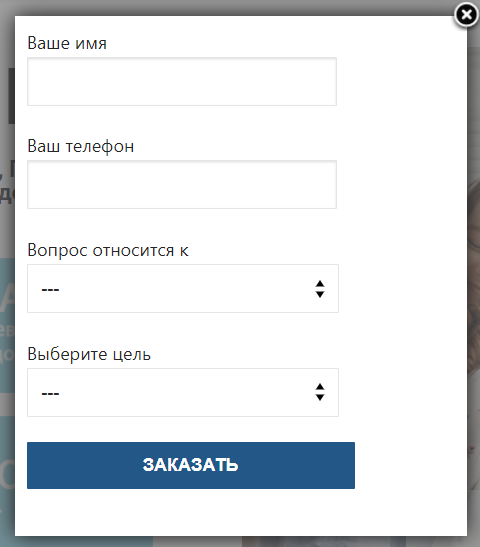 Ваше имя
Ваш телефон
Вопрос относится к
---
Выберите цель
---
ЗАКАЗАТЬ